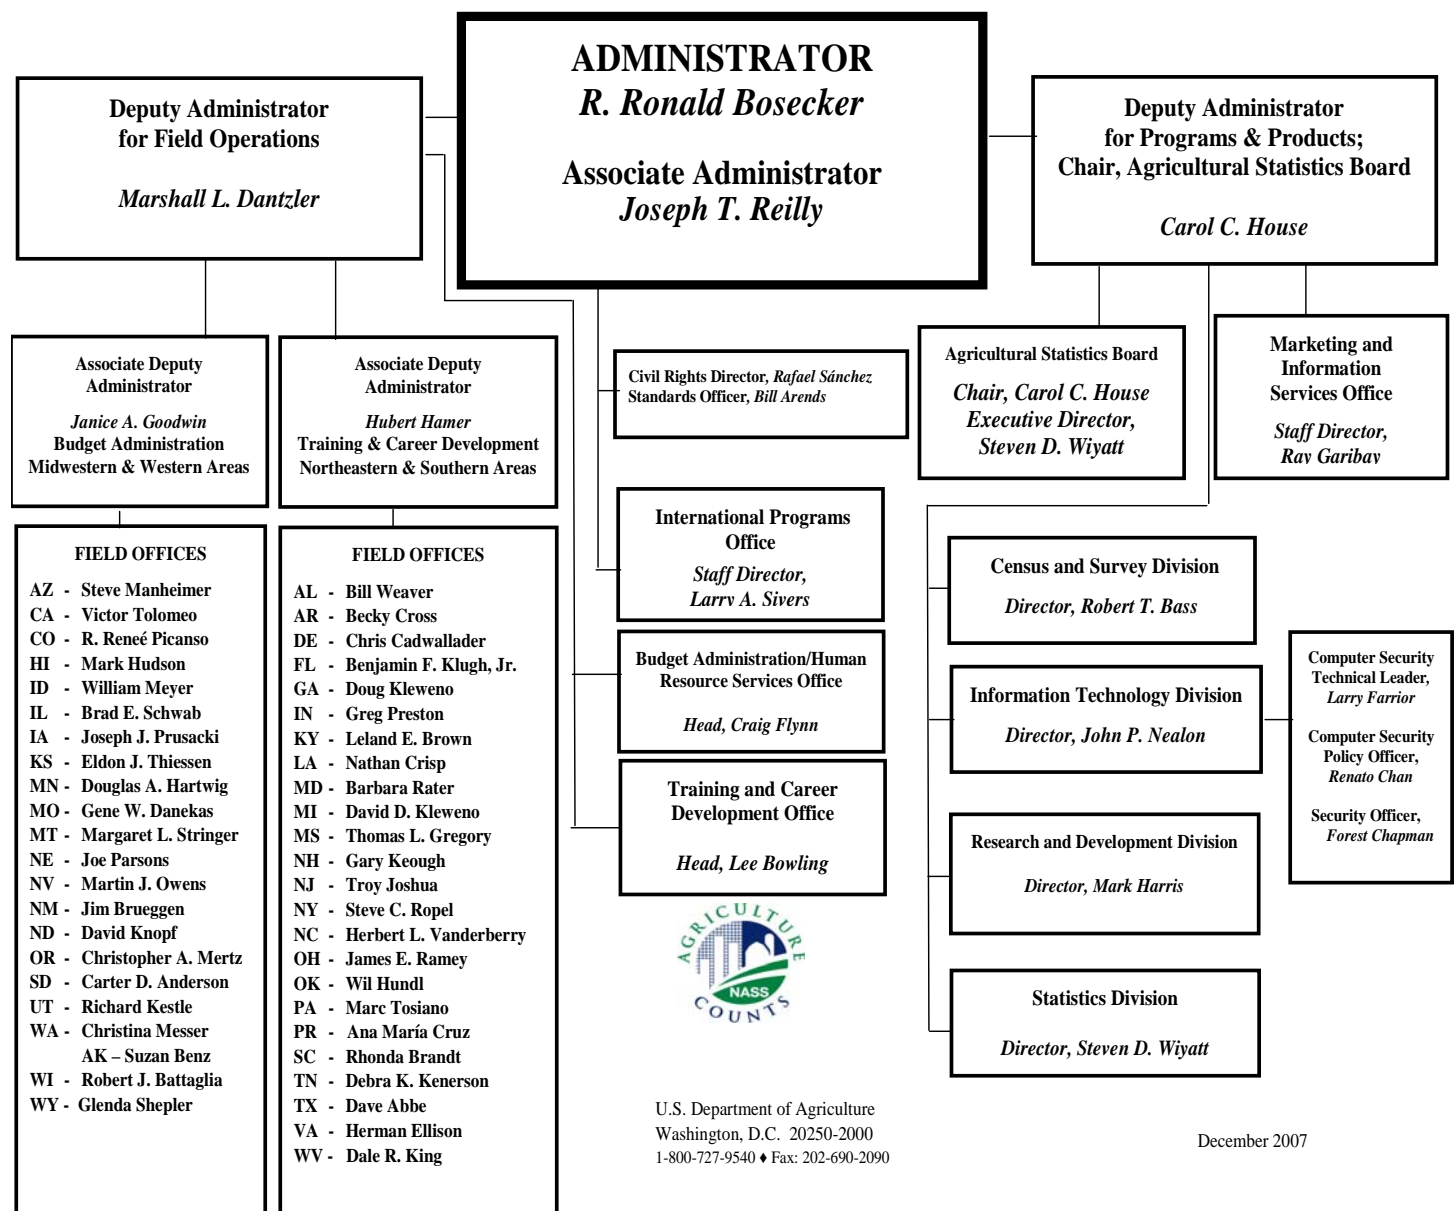 ADMINISTRATOR
R. Ronald Bosecker
Associate Administrator
Joseph T. Reilly
Deputy Administrator
for Field Operations
Marshall L. Dantzler
Deputy Administrator
for Programs & Products;
Chair, Agricultural Statistics Board
Carol C. House
Associate Deputy
Administrator
Janice A. Goodwin
Budget Administration
Midwestern & Western Areas
Associate Deputy
Administrator
Hubert Hamer
Training & Career Development
Northeastern & Southern Areas
FIELD OFFICES
AZ - Steve Manheimer
CA - Victor Tolomeo
CO - R. Reneé Picanso
HI - Mark Hudson
ID - William Meyer
IL - Brad E. Schwab
IA - Joseph J. Prusacki
KS - Eldon J. Thiessen
MN - Douglas A. Hartwig
MO - Gene W. Danekas
MT - Margaret L. Stringer
NE - Joe Parsons
NV - Martin J. Owens
NM - Jim Brueggen
ND - David Knopf
OR - Christopher A. Mertz
SD - Carter D. Anderson
UT - Richard Kestle
WA - Christina Messer
AK – Suzan Benz
WI - Robert J. Battaglia
WY - Glenda Shepler
FIELD OFFICES
AL - Bill Weaver
AR - Becky Cross
DE - Chris Cadwallader
FL - Benjamin F. Klugh, Jr.
GA - Doug Kleweno
IN - Greg Preston
KY - Leland E. Brown
LA - Nathan Crisp
MD - Barbara Rater
MI - David D. Kleweno
MS - Thomas L. Gregory
NH - Gary Keough
NJ - Troy Joshua
NY - Steve C. Ropel
NC - Herbert L. Vanderberry
OH - James E. Ramey
OK - Wil Hundl
PA - Marc Tosiano
PR - Ana María Cruz
SC - Rhonda Brandt
TN - Debra K. Kenerson
TX - Dave Abbe
VA - Herman Ellison
WV - Dale R. King
Civil Rights Director, Rafael Sánchez
Standards Officer, Bill Arends
International Programs
Office
Staff Director,
Larry A. Sivers
Budget Administration/Human
Resource Services Office
Head, Craig Flynn
Training and Career
Development Office
Head, Lee Bowling
AGRICULTURE
NASS
COUNTS
U.S. Department of Agriculture
Washington, D.C. 20250-2000
1-800-727-9540 ♦ Fax: 202-690-2090
Agricultural Statistics Board
Chair, Carol C. House
Executive Director,
Steven D. Wiyatt
Marketing and
Information
Services Office
Staff Director,
Ray Garibay
Census and Survey Division
Director, Robert T. Bass
Information Technology Division
Director, John P. Nealon
Computer Security
Technical Leader,
Larry Farrior
Computer Security
Policy Officer,
Renato Chan
Security Officer,
Forest Chapman
Research and Development Division
Director, Mark Harris
Statistics Division
Director, Steven D. Wiyatt
December 2007